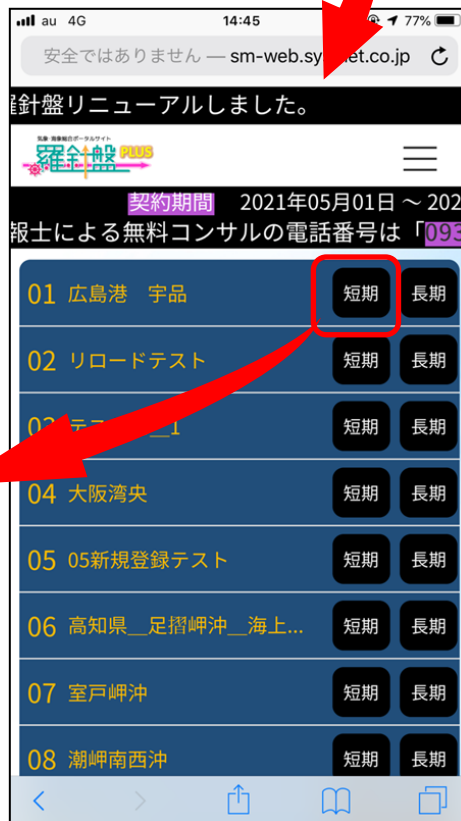 au 4G 14:45 77%
安全ではありません — sm-web.sy et.co.jp
羅針盤リニューアルしました。
気象・海象総合ポータルサイト
羅針盤 PLUS
契約期間 2021年05月01日 ～ 202
報士による無料コンサルの電話番号は「093
01 広島港 宇品 短期 長期
02 リロードテスト 短期 長期
短期 長期
04 大阪湾央 短期 長期
05 05新規登録テスト 短期 長期
06 高知県__足摺岬沖__海上... 短期 長期
07 室戸岬沖 短期 長期
08 潮岬南西沖 短期 長期